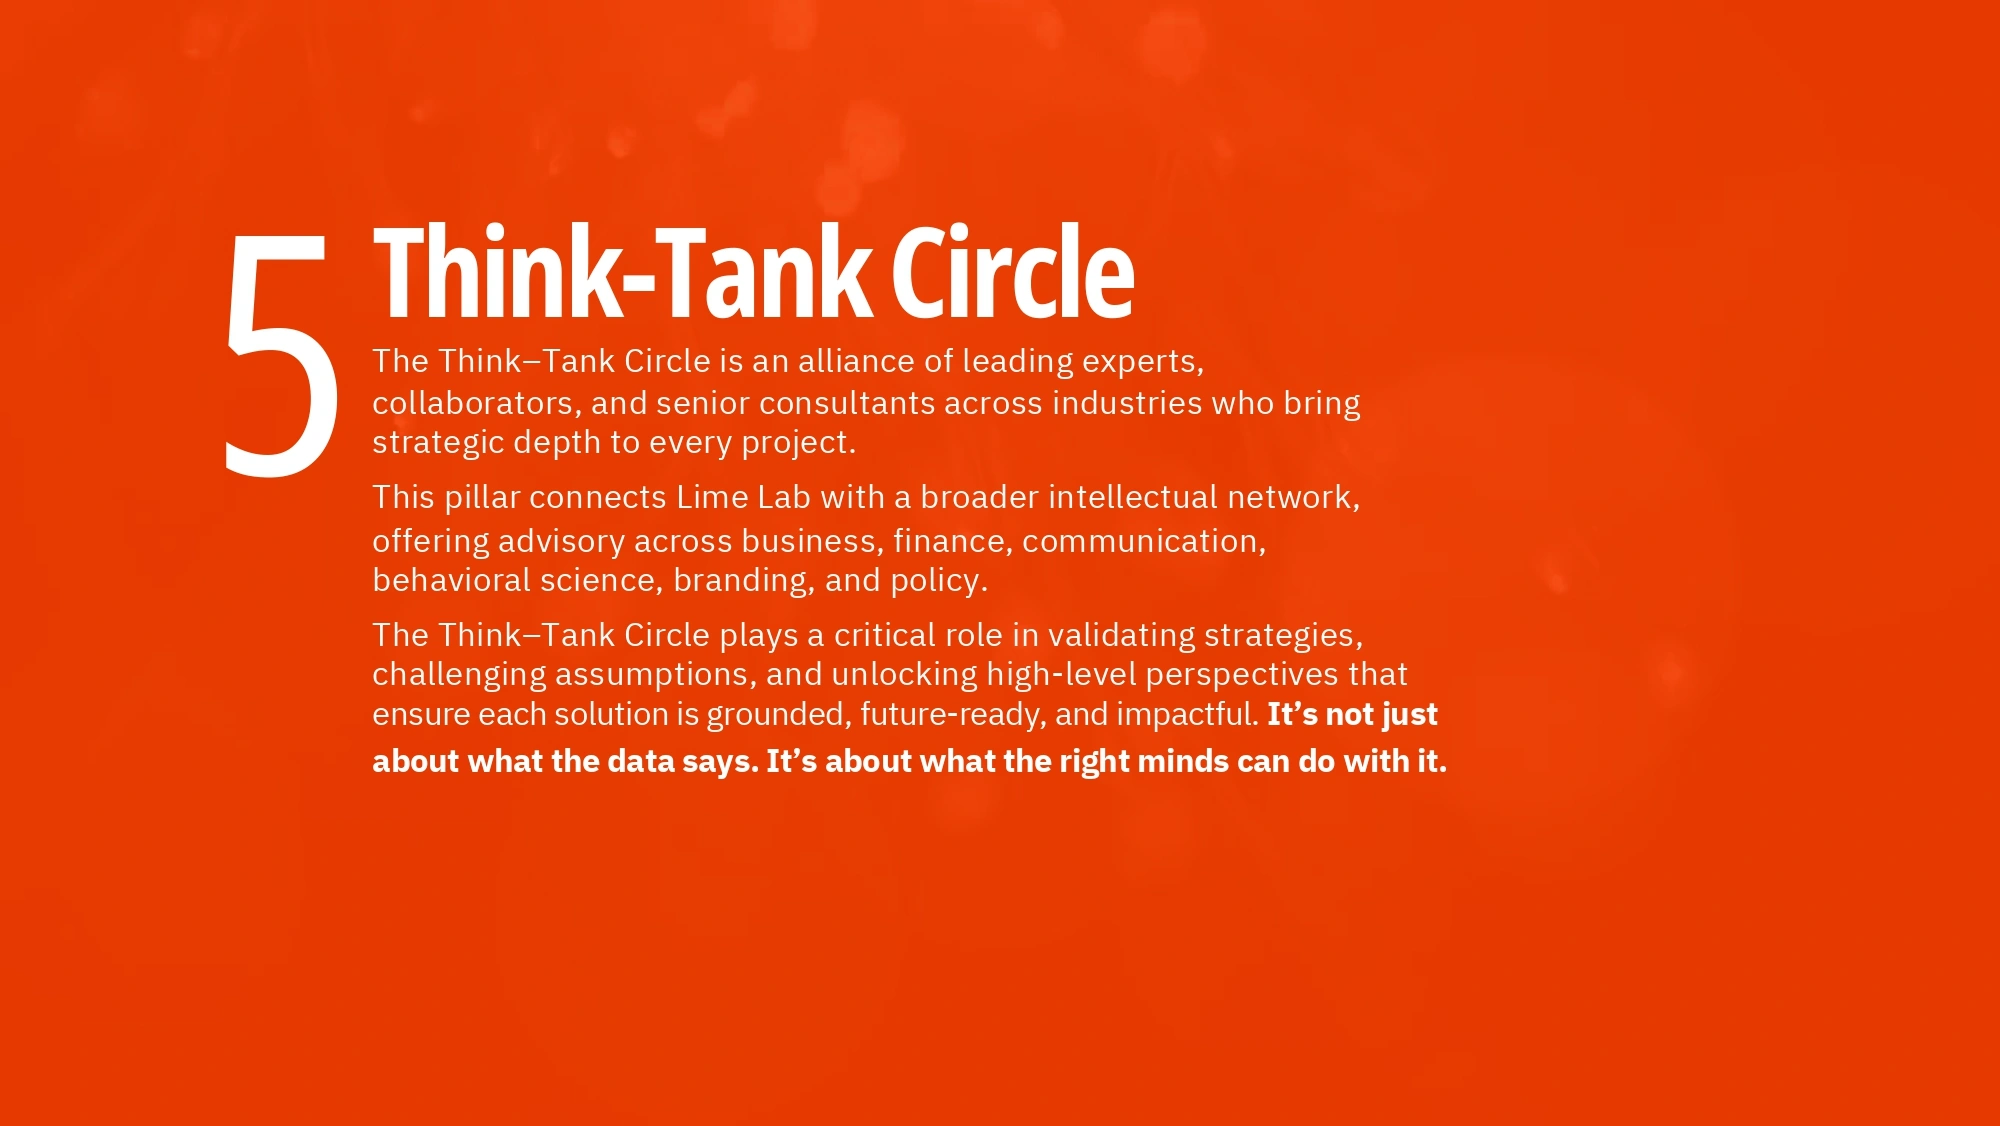 5
Think-Tank Circle
The Think–Tank Circle is an alliance of leading experts,
collaborators, and senior consultants across industries who bring
strategic depth to every project.
This pillar connects Lime Lab with a broader intellectual network,
offering advisory across business, finance, communication,
behavioral science, branding, and policy.
The Think–Tank Circle plays a critical role in validating strategies,
challenging assumptions, and unlocking high-level perspectives that
ensure each solution is grounded, future-ready, and impactful. It’s not just
about what the data says. It’s about what the right minds can do with it.